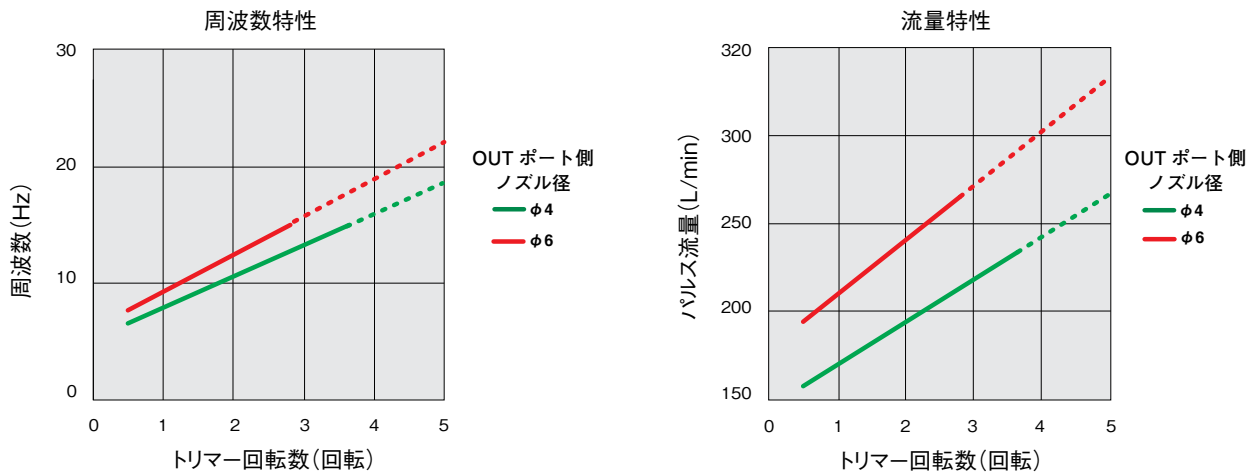 周波数特性
30
20
10
0
周波数(Hz)
0 1 2 3 4 5
トリマー回転数(回転)
OUT ポート側
ノズル径
φ4
φ6
流量特性
320
300
250
200
150
パルス流量(L/min)
0 1 2 3 4 5
トリマー回転数(回転)
OUT ポート側
ノズル径
φ4
φ6